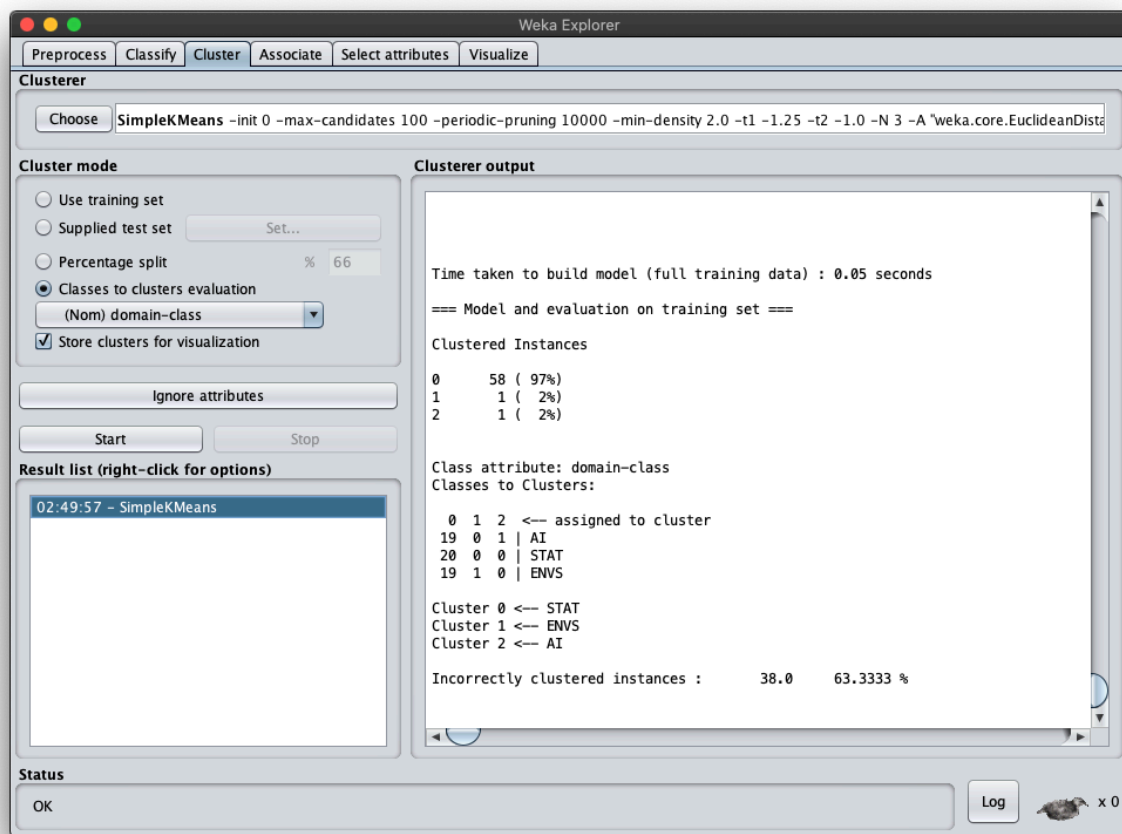 Weka Explorer
Preprocess Classify Cluster Associate Select attributes Visualize
Clusterer
Choose SimpleKMeans -init 0 -max-candidates 100 -periodic-pruning 10000 -min-density 2.0 -t1 -1.25 -t2 -1.0 -N 3 -A "weka.core.EuclideanDista
Cluster mode
Use training set
Supplied test set Set...
Percentage split % 66
Classes to clusters evaluation
(Nom) domain-class
Store clusters for visualization
Ignore attributes
Start Stop
Result list (right-click for options)
02:49:57 - SimpleKMeans
Clusterer output
Time taken to build model (full training data) : 0.05 seconds
=== Model and evaluation on training set ===
Clustered Instances
0 58 ( 97%)
1 1 ( 2%)
2 1 ( 2%)
Class attribute: domain-class
Classes to Clusters:
0 1 2 <-- assigned to cluster
19 0 1 | AI
20 0 0 | STAT
19 1 0 | ENVS
Cluster 0 <-- STAT
Cluster 1 <-- ENVS
Cluster 2 <-- AI
Incorrectly clustered instances : 38.0 63.3333 %
Status
OK
Log x 0